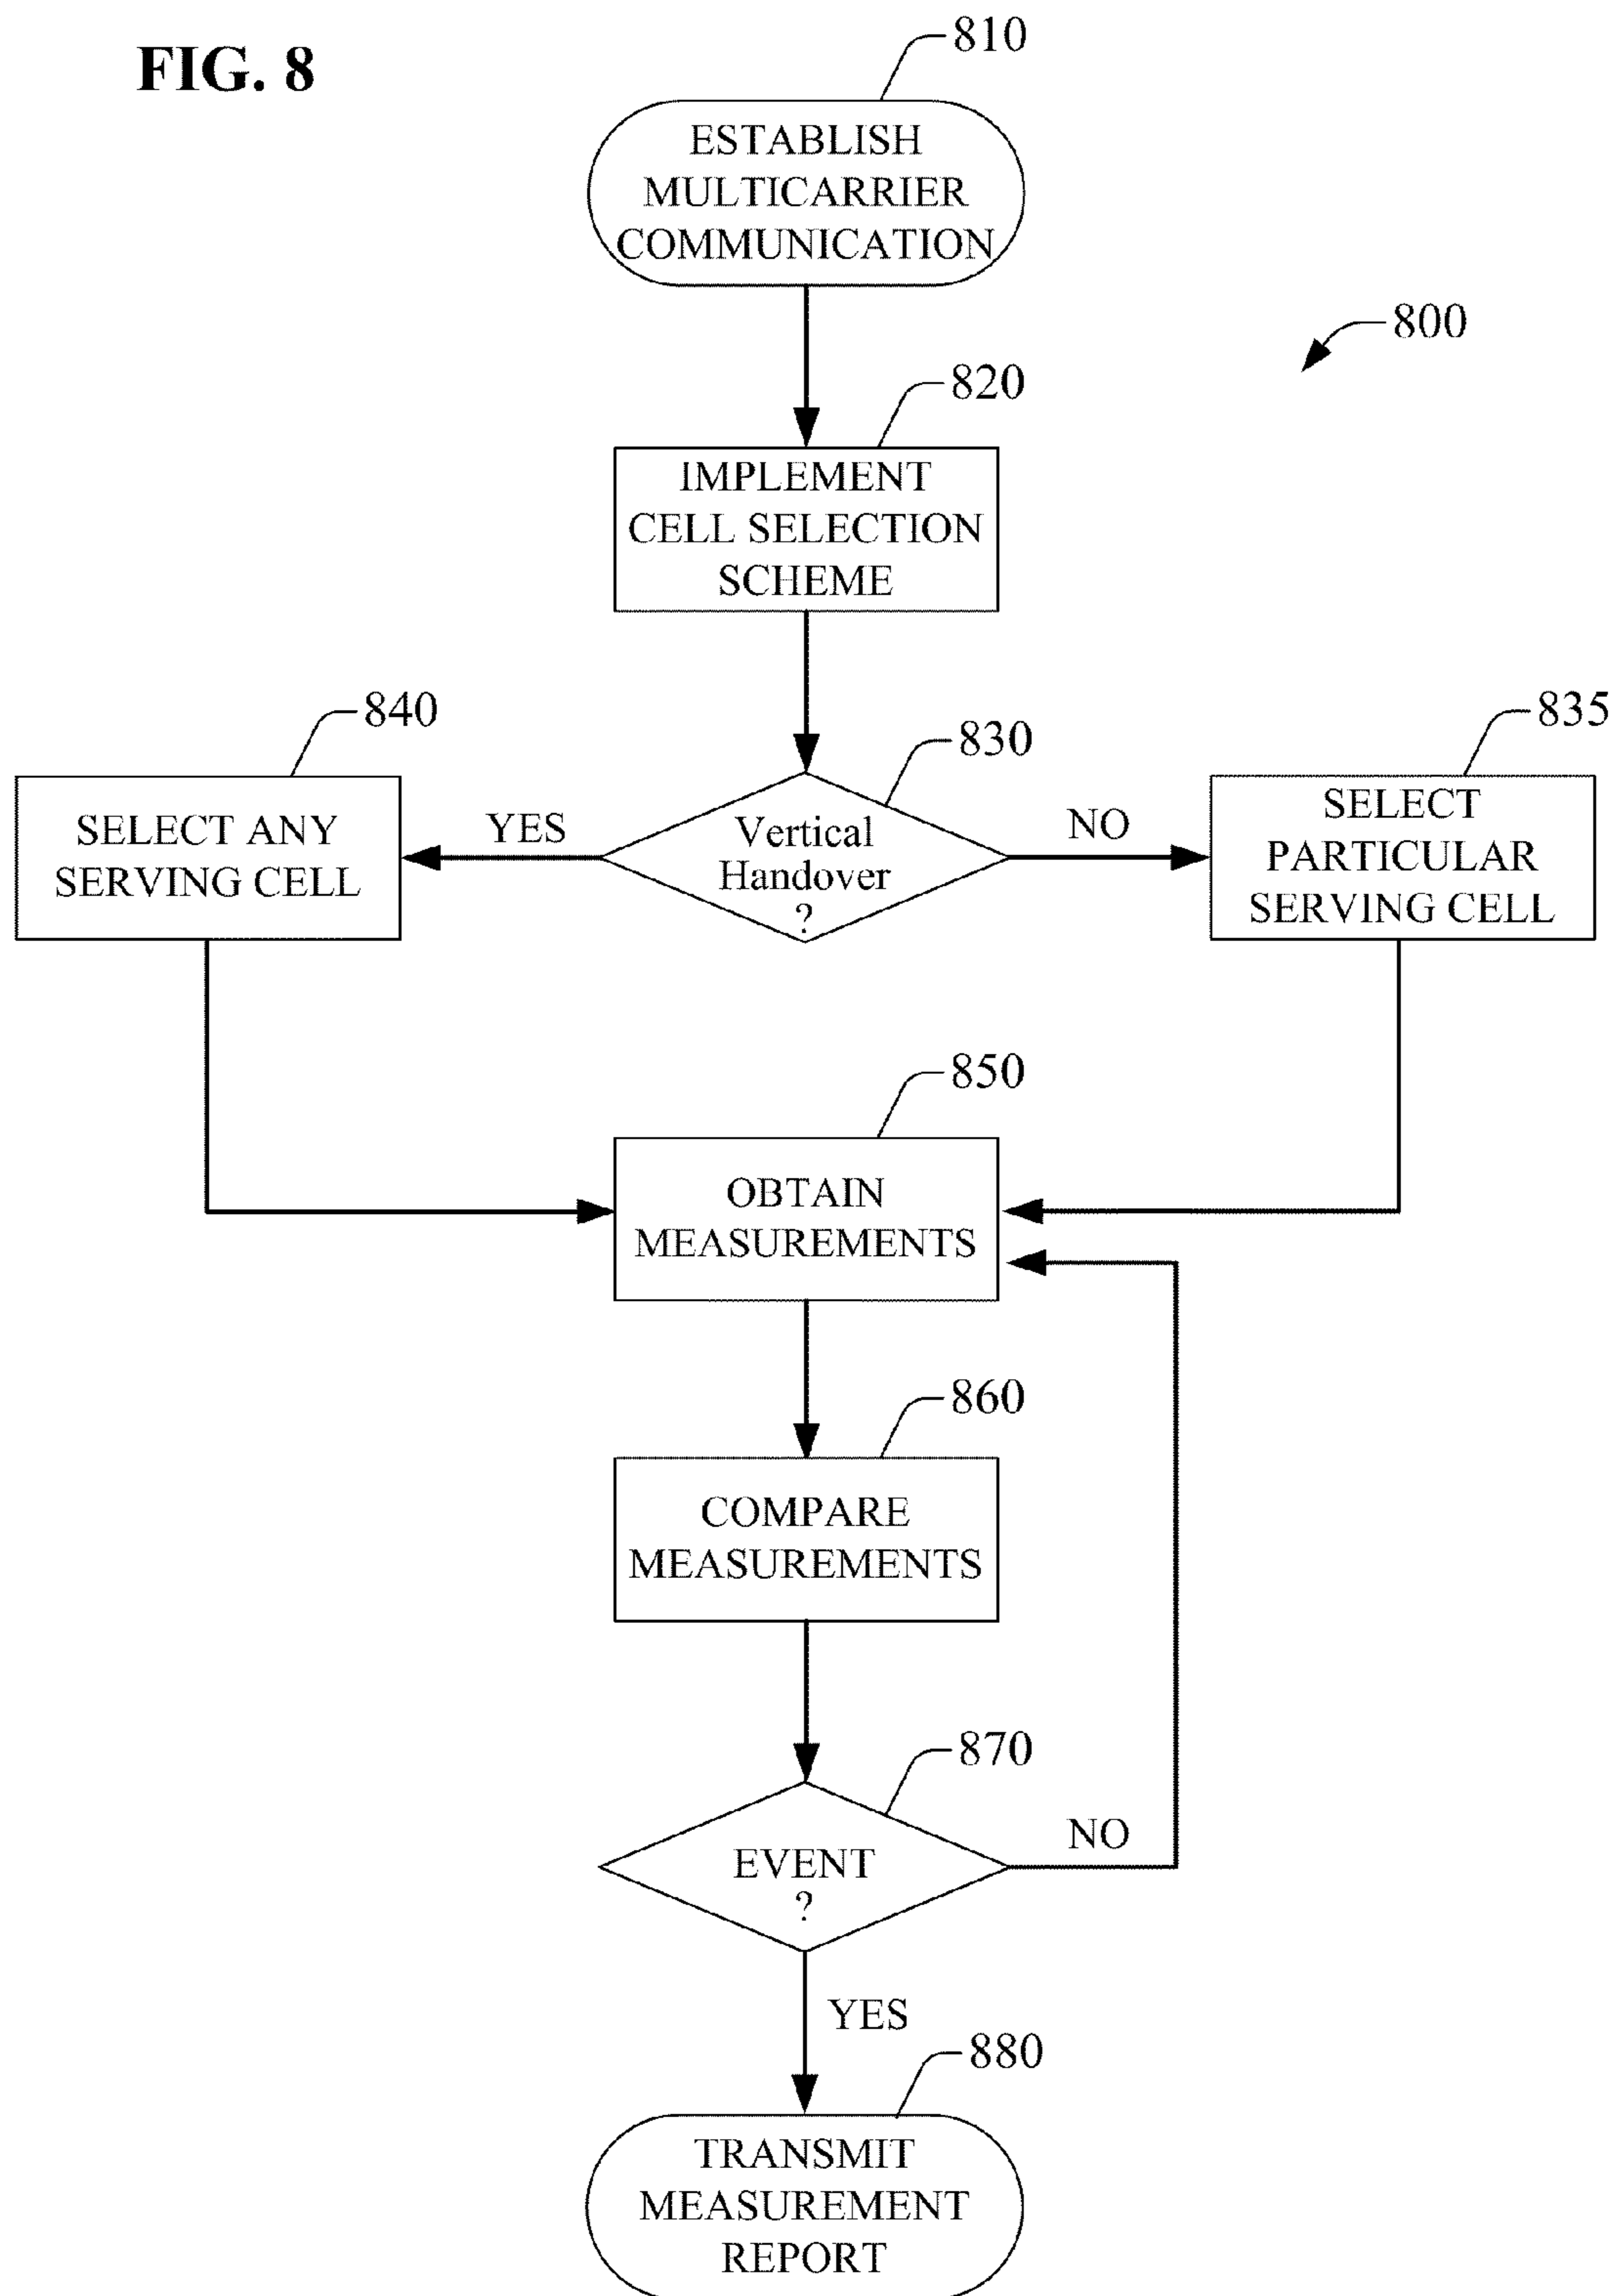 FIG. 8
810
ESTABLISH
MULTICARRIER
COMMUNICATION
800
820
IMPLEMENT
CELL SELECTION
SCHEME
840
830
835
SELECT ANY
SERVING CELL
YES
Vertical
Handover
?
NO
SELECT
PARTICULAR
SERVING CELL
850
OBTAIN
MEASUREMENTS
860
COMPARE
MEASUREMENTS
870
EVENT
?
NO
YES
880
TRANSMIT
MEASUREMENT
REPORT